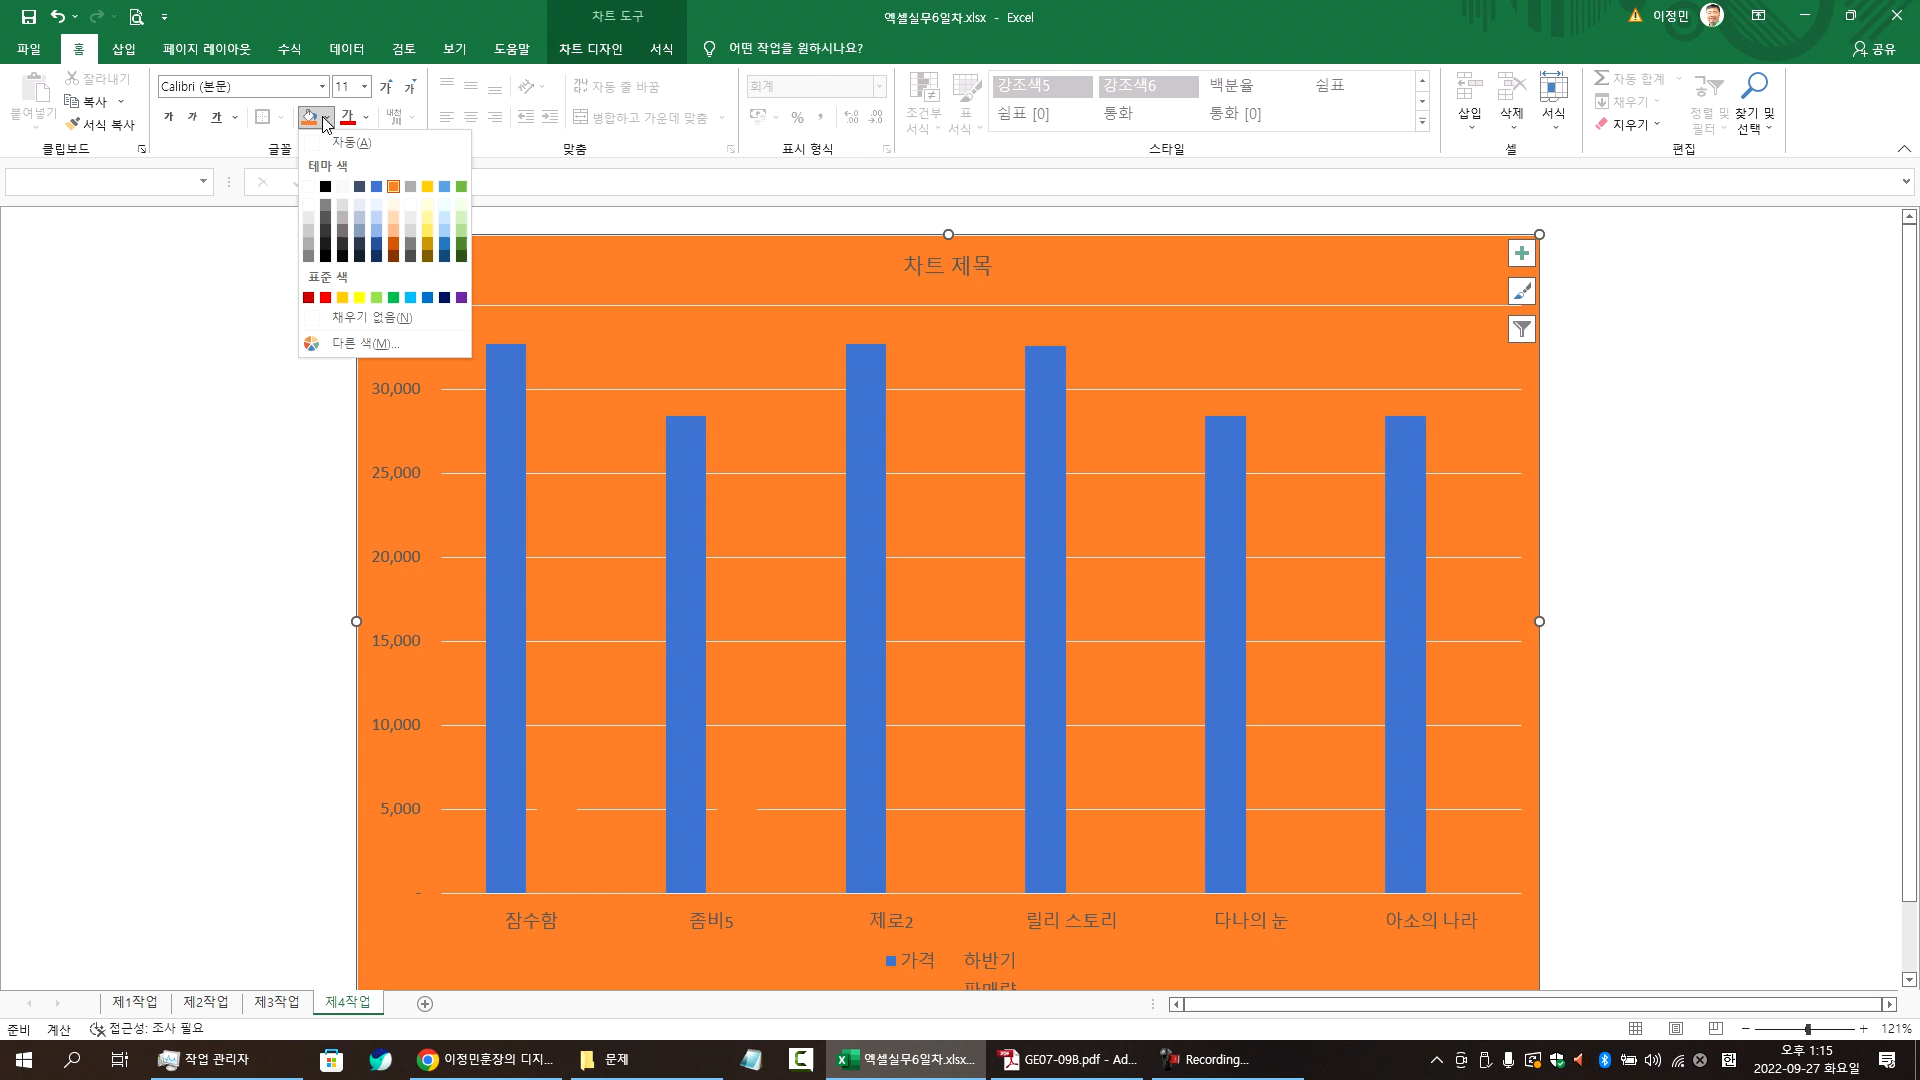 차트 도구
엑셀실무6일차.xlsx - Excel
이정민
파일 홈 삽입 페이지 레이아웃 수식 데이터 검토 보기 도움말 차트 디자인 서식 어떤 작업을 원하시나요? 공유
붙여넣기
잘라내기
복사
서식 복사
클립보드
Calibri (본문) 11
가 가 가 가 내천
글꼴
자동 줄 바꿈
병합하고 가운데 맞춤
맞춤
회계
%
표시 형식
조건부 서식
표 서식
강조색5 강조색6 백분율 쉼표
쉼표 [0] 통화 통화 [0]
스타일
삽입 삭제 서식
셀
자동 합계
채우기
지우기
정렬 및 필터
찾기 및 선택
편집
자동(A)
테마 색
표준 색
채우기 없음(N)
다른 색(M)...
차트 제목
30,000
25,000
20,000
15,000
10,000
5,000
-
잠수함 좀비5 제로2 릴리 스토리 다나의 눈 아소의 나라
가격 하반기
판매량
제1작업 제2작업 제3작업 제4작업
준비 계산 접근성: 조사 필요
121%
작업 관리자
이정민훈장의 디지...
문제
엑셀실무6일차.xlsx...
GE07-09B.pdf - Ad...
Recording...
한
오후 1:15
2022-09-27 화요일